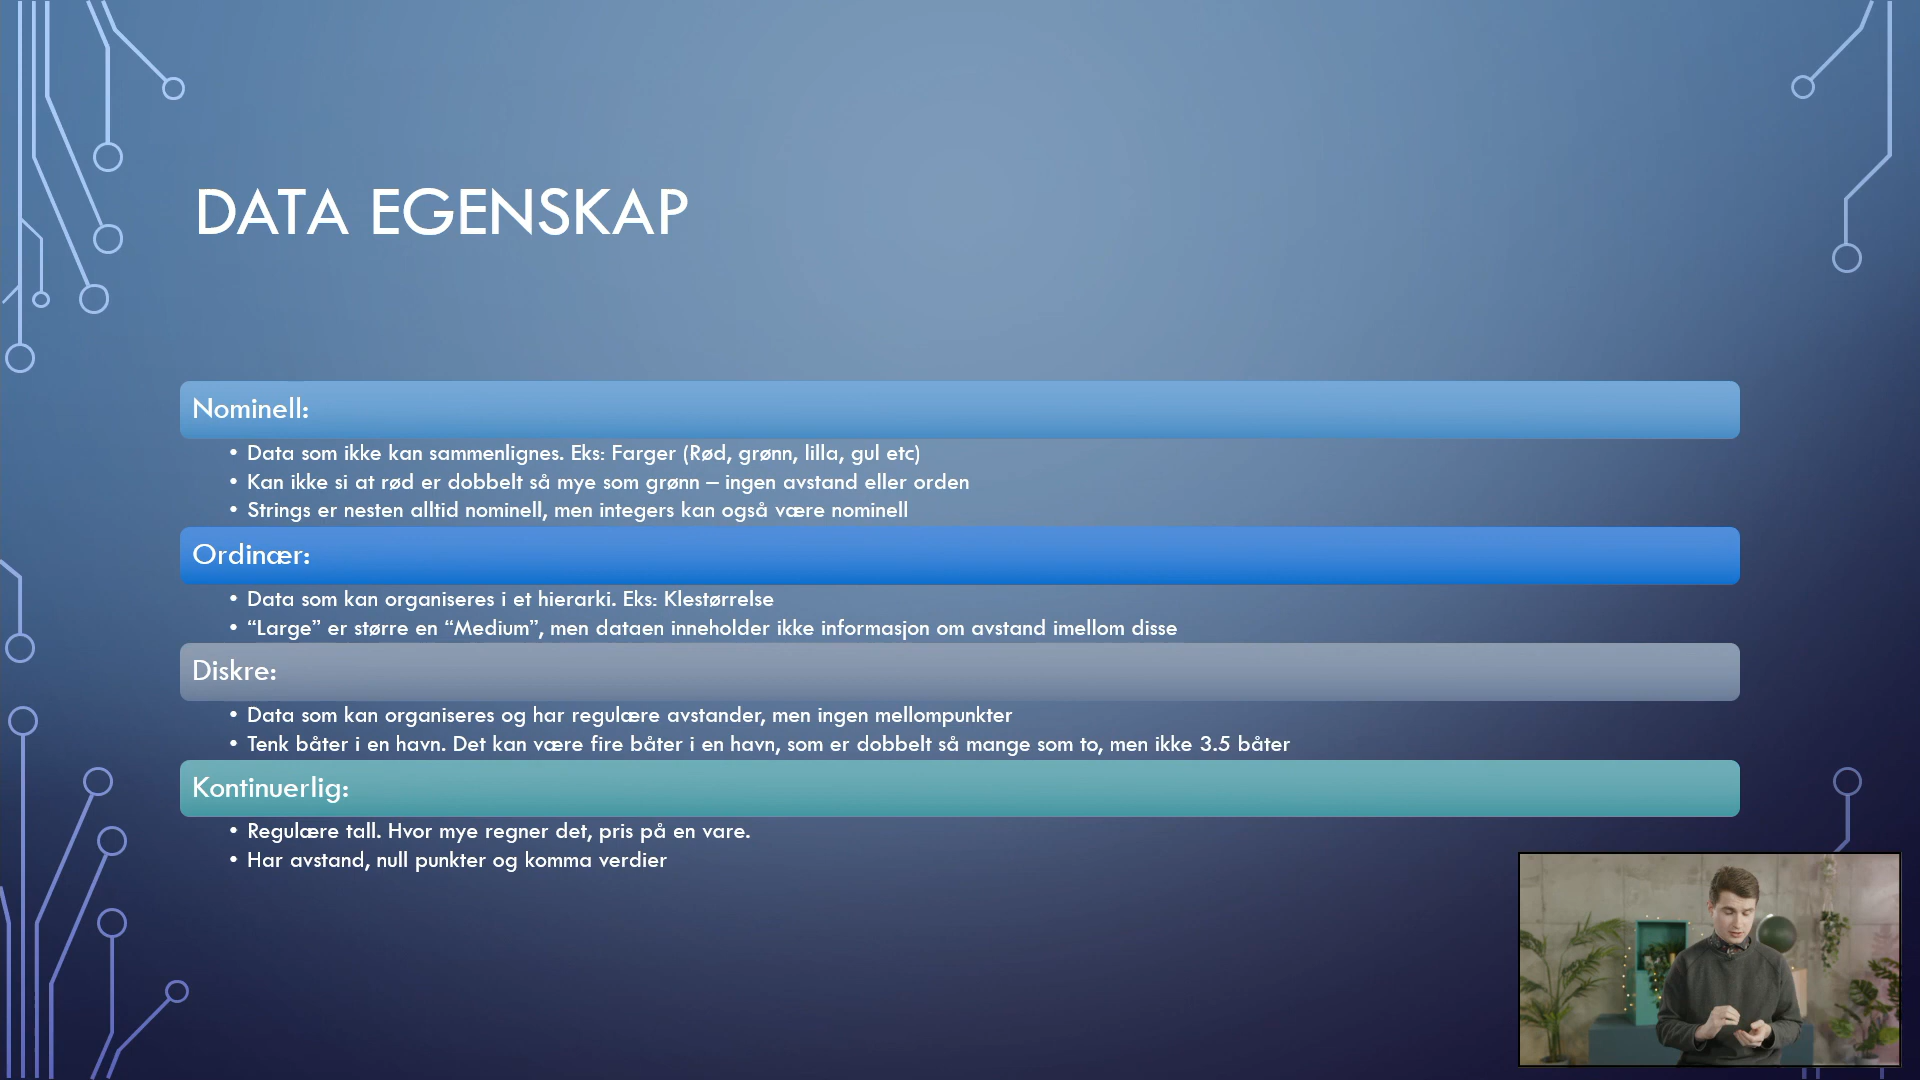 DATA EGENSKAP
Nominell:
• Data som ikke kan sammenlignes. Eks: Farger (Rød, grønn, lilla, gul etc)
• Kan ikke si at rød er dobbelt så mye som grønn – ingen avstand eller orden
• Strings er nesten alltid nominell, men integers kan også være nominell
Ordinær:
• Data som kan organiseres i et hierarki. Eks: Klestørrelse
• “Large” er større en “Medium”, men dataen inneholder ikke informasjon om avstand imellom disse
Diskre:
• Data som kan organiseres og har regulære avstander, men ingen mellompunkter
• Tenk båter i en havn. Det kan være fire båter i en havn, som er dobbelt så mange som to, men ikke 3.5 båter
Kontinuerlig:
• Regulære tall. Hvor mye regner det, pris på en vare.
• Har avstand, null punkter og komma verdier